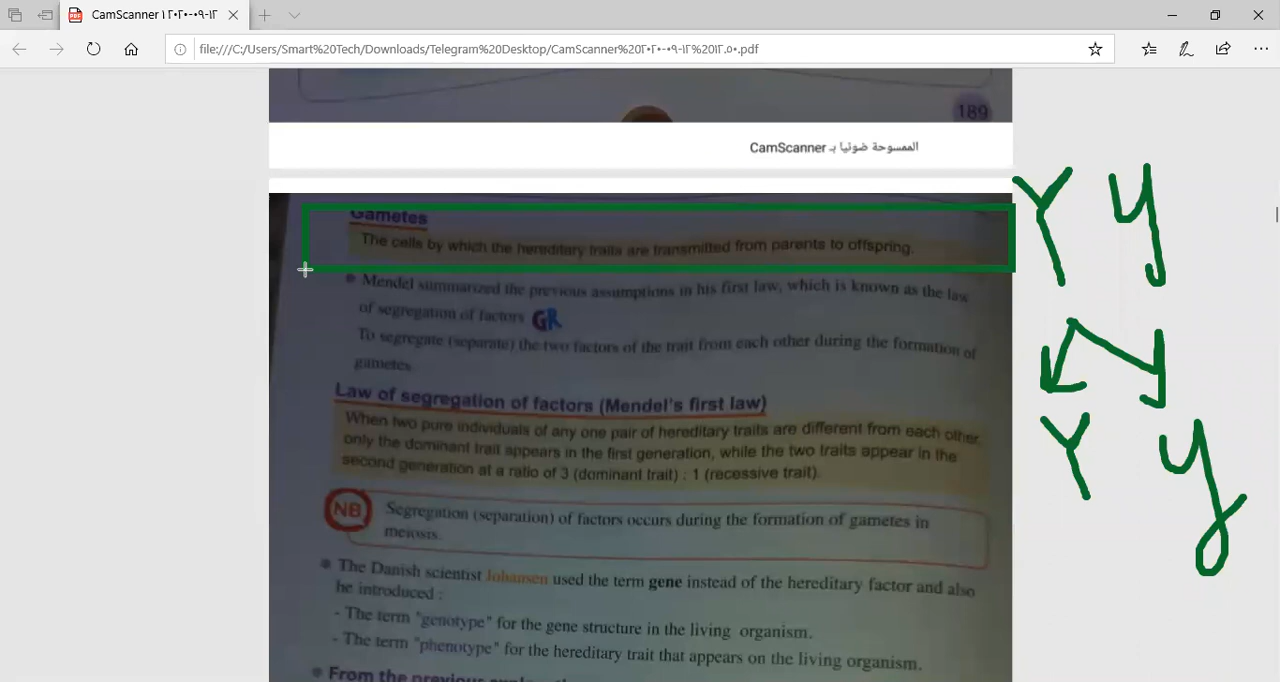 CamScanner ١٢-٠٩-٢٠٢٠ ١
file:///C:/Users/Smart%20Tech/Downloads/Telegram%20Desktop/CamScanner%20٢٠٢٠-٠٩-١٢%20١٢.٥٠.pdf
189
الممسوحة ضوئيا بـ CamScanner
Gametes
The cells by which the hereditary traits are transmitted from parents to offspring.
Mendel summarized the previous assumptions in his first law, which is known as the law
of segregation of factors GR
To segregate (separate) the two factors of the trait from each other during the formation of
gametes
Law of segregation of factors (Mendel's first law)
When two pure individuals of any one pair of hereditary traits are different from each other,
only the dominant trait appears in the first generation, while the two traits appear in the
second generation at a ratio of 3 (dominant trait) : 1 (recessive trait).
NB Segregation (separation) of factors occurs during the formation of gametes in
meiosis.
The Danish scientist Johansen used the term gene instead of the hereditary factor and also
he introduced :
- The term "genotype" for the gene structure in the living organism.
- The term "phenotype" for the hereditary trait that appears on the living organism.
From the previous
Y y
Y y